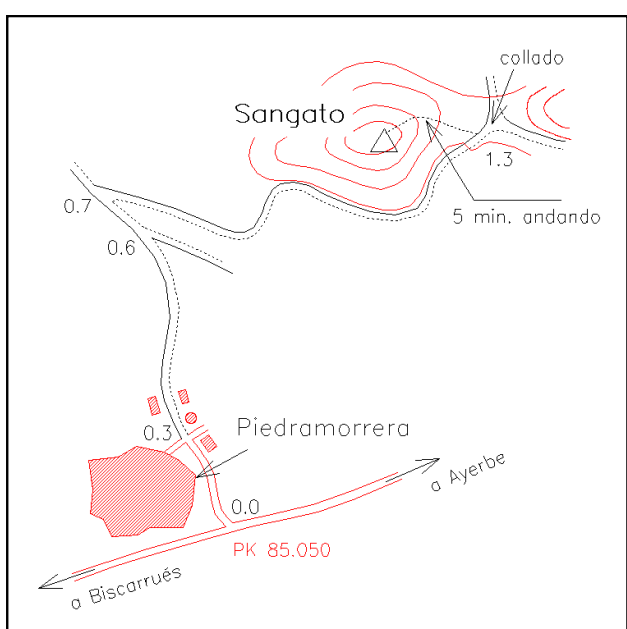 collado
Sangato
1.3
0.7
5 min. andando
0.6
Piedramorrera
0.3
a Ayerbe
0.0
PK 85.050
a Biscarrués